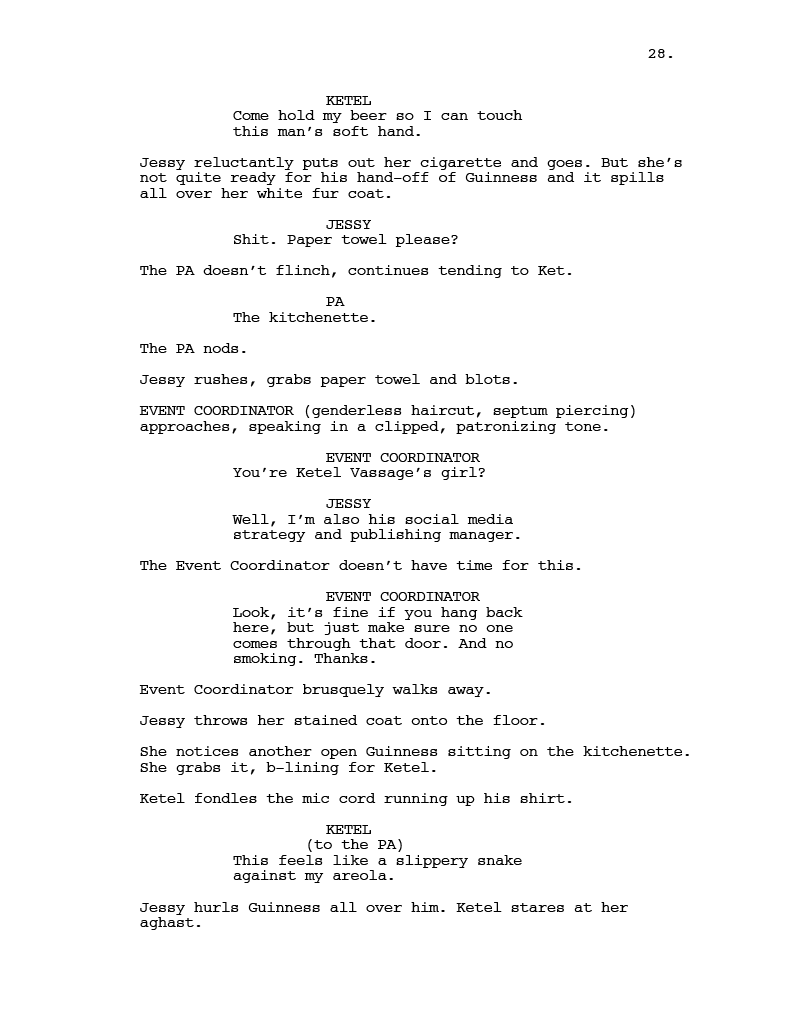 28.
KETEL
Come hold my beer so I can touch
this man's soft hand.
Jessy reluctantly puts out her cigarette and goes. But she's
not quite ready for his hand-off of Guinness and it spills
all over her white fur coat.
JESSY
Shit. Paper towel please?
The PA doesn't flinch, continues tending to Ket.
PA
The kitchenette.
The PA nods.
Jessy rushes, grabs paper towel and blots.
EVENT COORDINATOR (genderless haircut, septum piercing)
approaches, speaking in a clipped, patronizing tone.
EVENT COORDINATOR
You're Ketel Vassage's girl?
JESSY
Well, I'm also his social media
strategy and publishing manager.
The Event Coordinator doesn't have time for this.
EVENT COORDINATOR
Look, it's fine if you hang back
here, but just make sure no one
comes through that door. And no
smoking. Thanks.
Event Coordinator brusquely walks away.
Jessy throws her stained coat onto the floor.
She notices another open Guinness sitting on the kitchenette.
She grabs it, b-lining for Ketel.
Ketel fondles the mic cord running up his shirt.
KETEL
(to the PA)
This feels like a slippery snake
against my areola.
Jessy hurls Guinness all over him. Ketel stares at her
aghast.